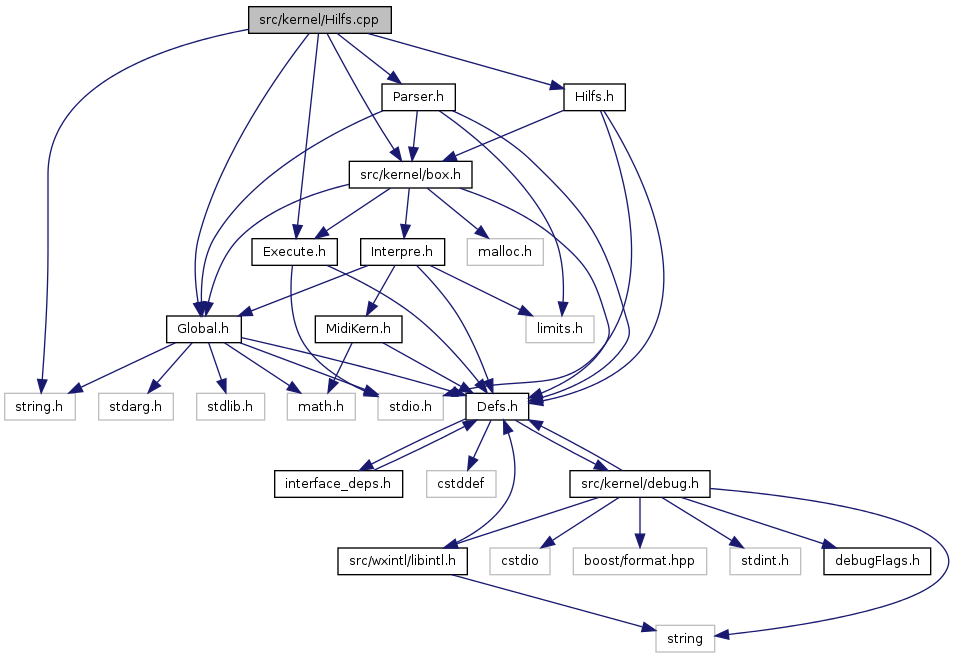 src/kernel/Hilfs.cpp
Parser.h
Hilfs.h
src/kernel/box.h
Execute.h
Interpre.h
malloc.h
Global.h
MidiKern.h
limits.h
string.h
stdarg.h
stdlib.h
math.h
stdio.h
Defs.h
interface_deps.h
cstddef
src/kernel/debug.h
src/wxintl/libintl.h
cstdio
boost/format.hpp
stdint.h
debugFlags.h
string